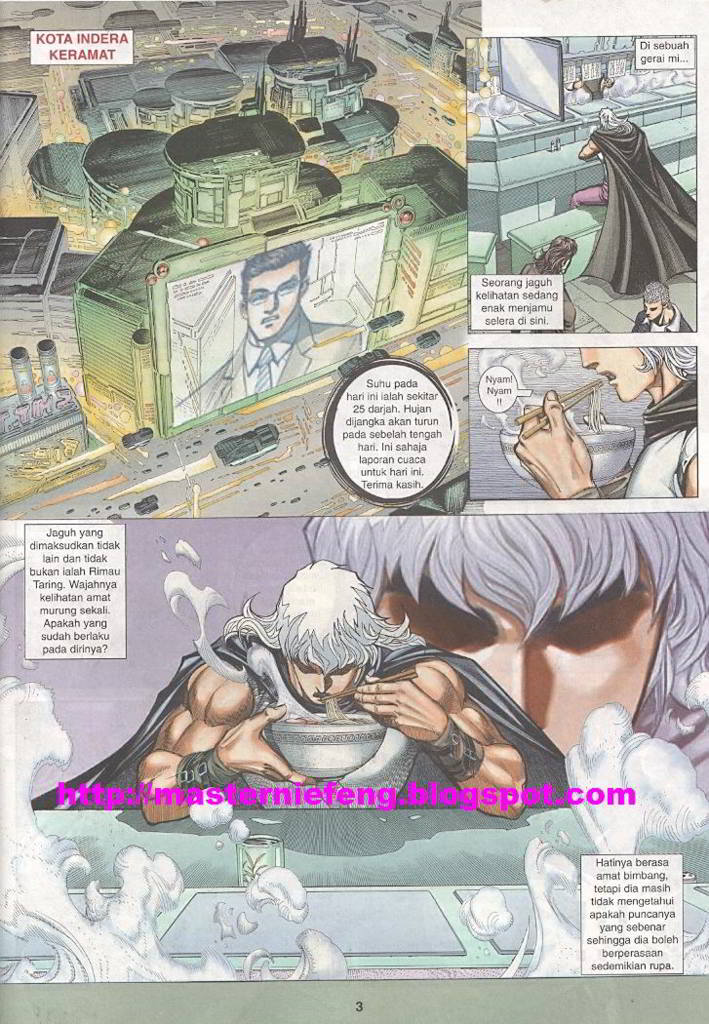 KOTA INDERA
KERAMAT
Suhu pada
hari ini ialah sekitar
25 darjah. Hujan
dijangka akan turun
pada sebelah tengah
hari. Ini sahaja
laporan cuaca
untuk hari ini.
Terima kasih.
Di sebuah
gerai mi...
Seorang jaguh
kelihatan sedang
enak menjamu
selera di sini.
Nyam!
Nyam
!!
Jaguh yang
dimaksudkan tidak
lain dan tidak
bukan ialah Rimau
Taring. Wajahnya
kelihatan amat
murung sekali.
Apakah yang
sudah berlaku
pada dirinya?
http://masterniefeng.blogspot.com
Hatinya berasa
amat bimbang,
tetapi dia masih
tidak mengetahui
apakah puncanya
yang sebenar
sehingga dia boleh
berperasaan
sedemikian rupa.
3